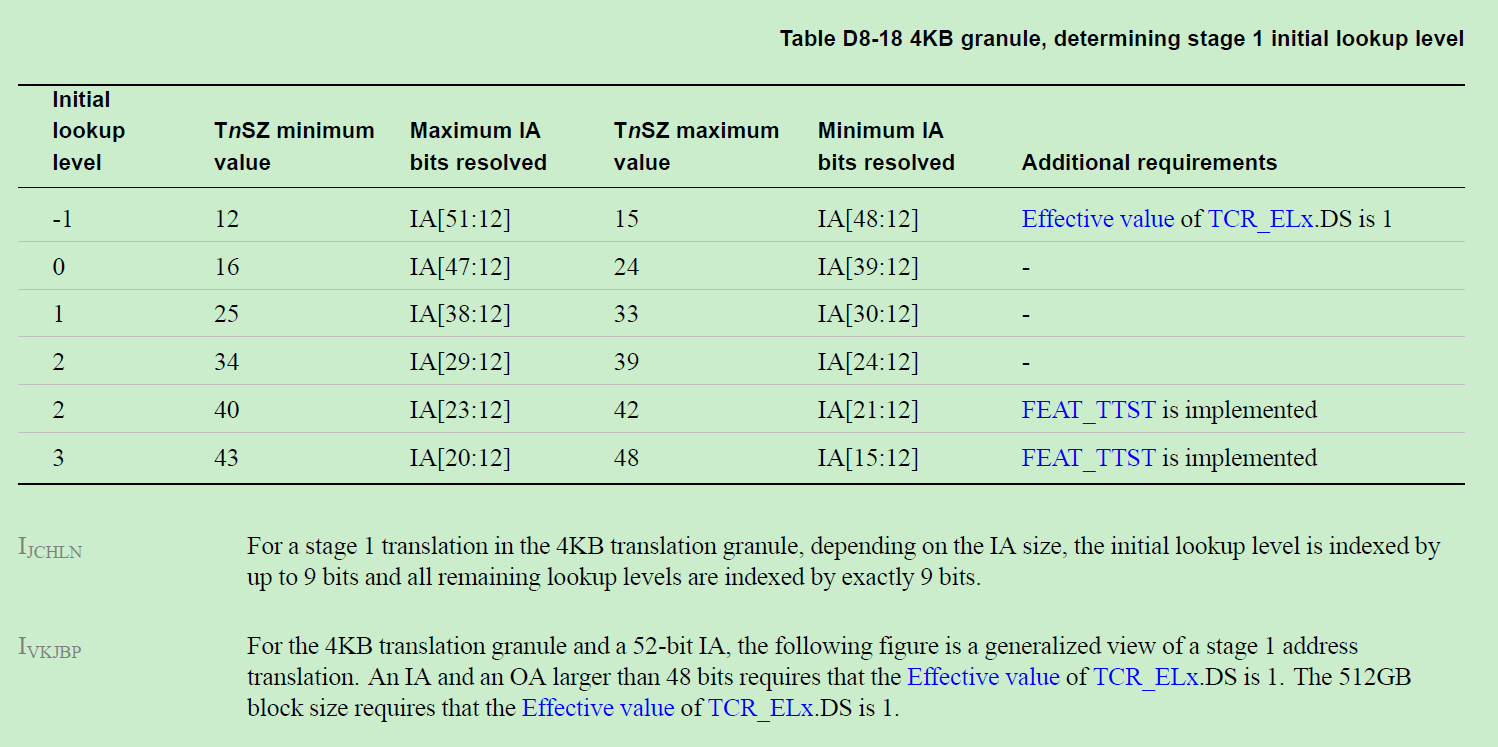 Table D8-18 4KB granule, determining stage 1 initial lookup level
Initial
lookup TnSZ minimum Maximum IA TnSZ maximum Minimum IA
level value bits resolved value bits resolved Additional requirements
-1 12 IA[51:12] 15 IA[48:12] Effective value of TCR_ELx.DS is 1
0 16 IA[47:12] 24 IA[39:12] -
1 25 IA[38:12] 33 IA[30:12] -
2 34 IA[29:12] 39 IA[24:12] -
2 40 IA[23:12] 42 IA[21:12] FEAT_TTST is implemented
3 43 IA[20:12] 48 IA[15:12] FEAT_TTST is implemented
IJCHLN For a stage 1 translation in the 4KB translation granule, depending on the IA size, the initial lookup level is indexed by
up to 9 bits and all remaining lookup levels are indexed by exactly 9 bits.
IVKJBP For the 4KB translation granule and a 52-bit IA, the following figure is a generalized view of a stage 1 address
translation. An IA and an OA larger than 48 bits requires that the Effective value of TCR_ELx.DS is 1. The 512GB
block size requires that the Effective value of TCR_ELx.DS is 1.